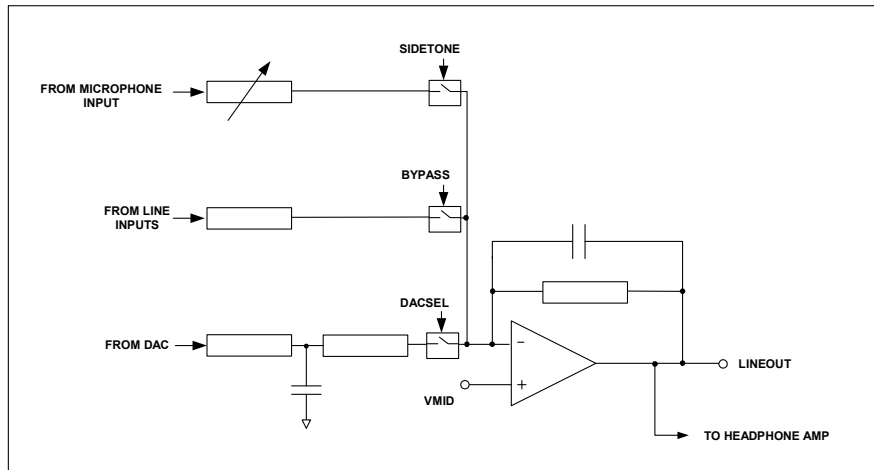 SIDETONE
FROM MICROPHONE
INPUT
BYPASS
FROM LINE
INPUTS
DACSEL
FROM DAC
−
+
VMID
LINEOUT
TO HEADPHONE AMP